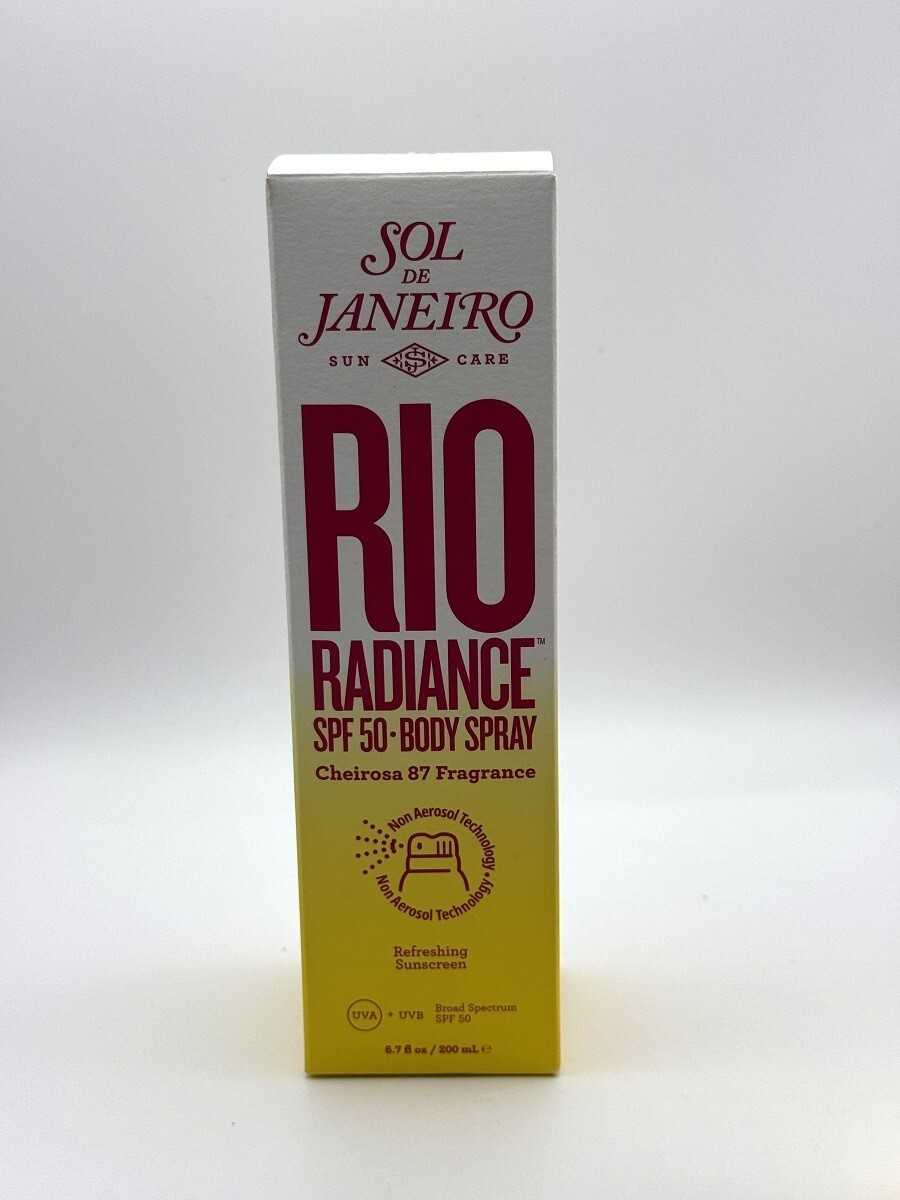 SOL
DE
JANEIRO
SUN SJ CARE
RIO
RADIANCE™
SPF 50 · BODY SPRAY
Cheirosa 87 Fragrance
Non Aerosol Technology •
Non Aerosol Technology •
Refreshing
Sunscreen
UVA + UVB Broad Spectrum
SPF 50
6.7 fl oz / 200 mL ℮